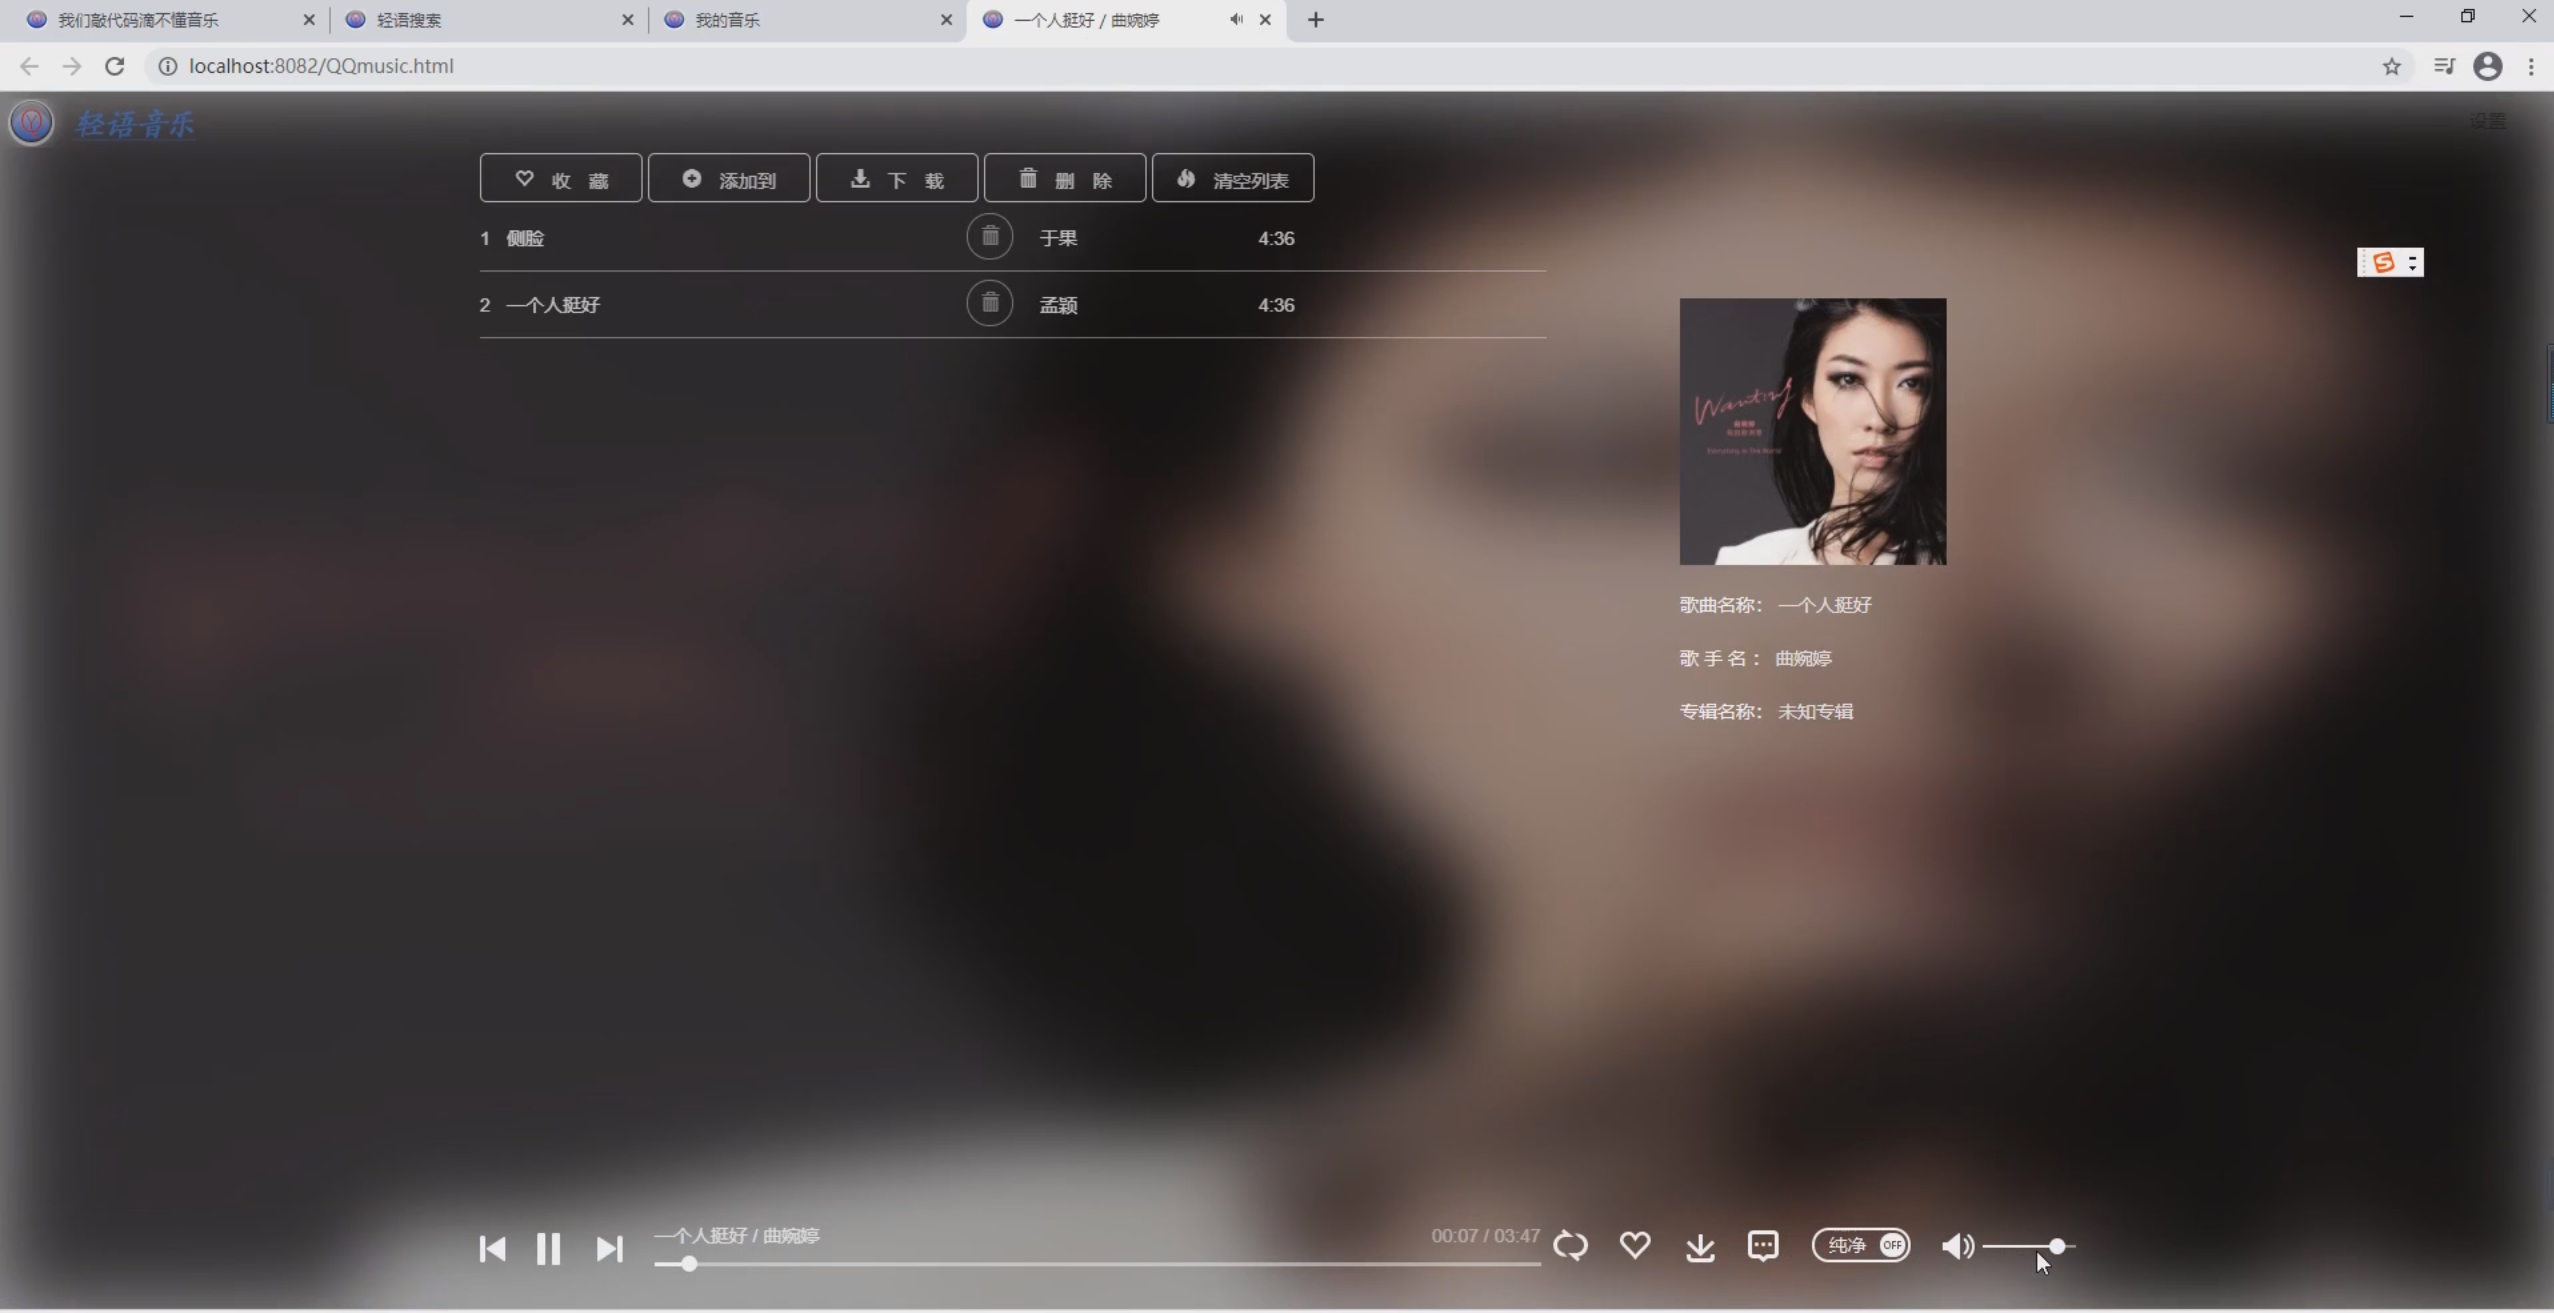 我们敲代码滴不懂音乐
轻语搜索
我的音乐
一个人挺好 / 曲婉婷
localhost:8082/QQmusic.html
轻语音乐
设置
收 藏
添加到
下 载
删 除
清空列表
1 侧脸 于果 4:36
2 一个人挺好 孟颖 4:36
Wanting
Everything In The World
歌曲名称： 一个人挺好
歌 手 名 ： 曲婉婷
专辑名称： 未知专辑
一个人挺好 / 曲婉婷
00:07 / 03:47
纯净 OFF